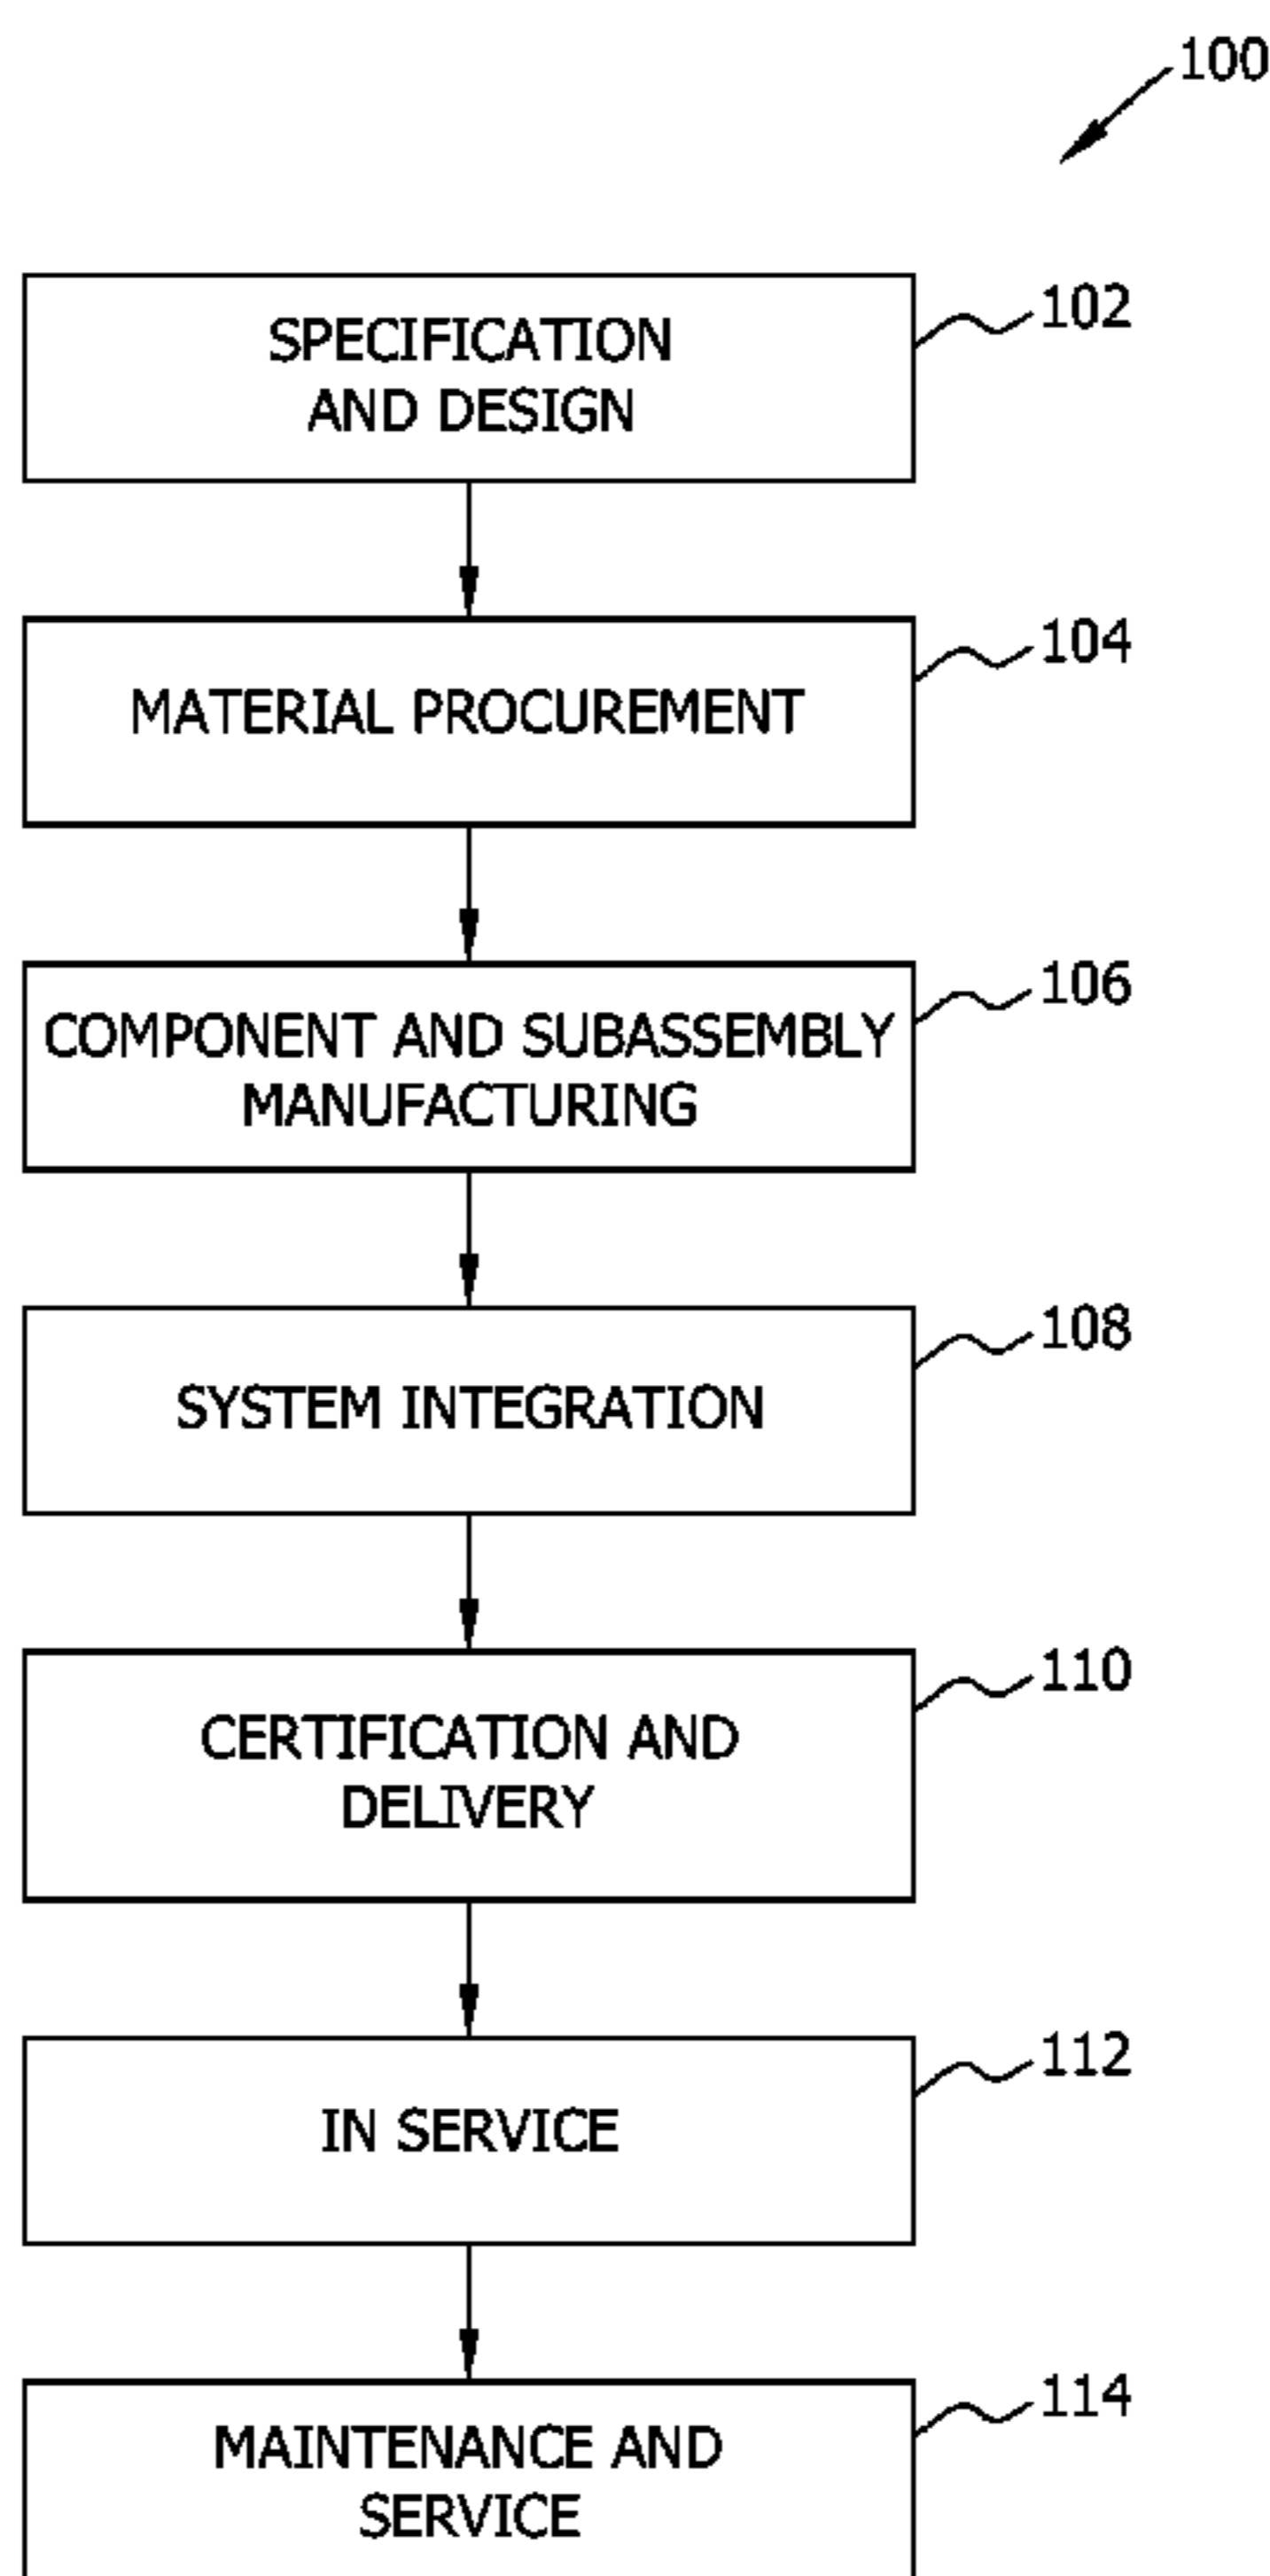 100
SPECIFICATION
AND DESIGN
102
MATERIAL PROCUREMENT
104
COMPONENT AND SUBASSEMBLY
MANUFACTURING
106
SYSTEM INTEGRATION
108
CERTIFICATION AND
DELIVERY
110
IN SERVICE
112
MAINTENANCE AND
SERVICE
114